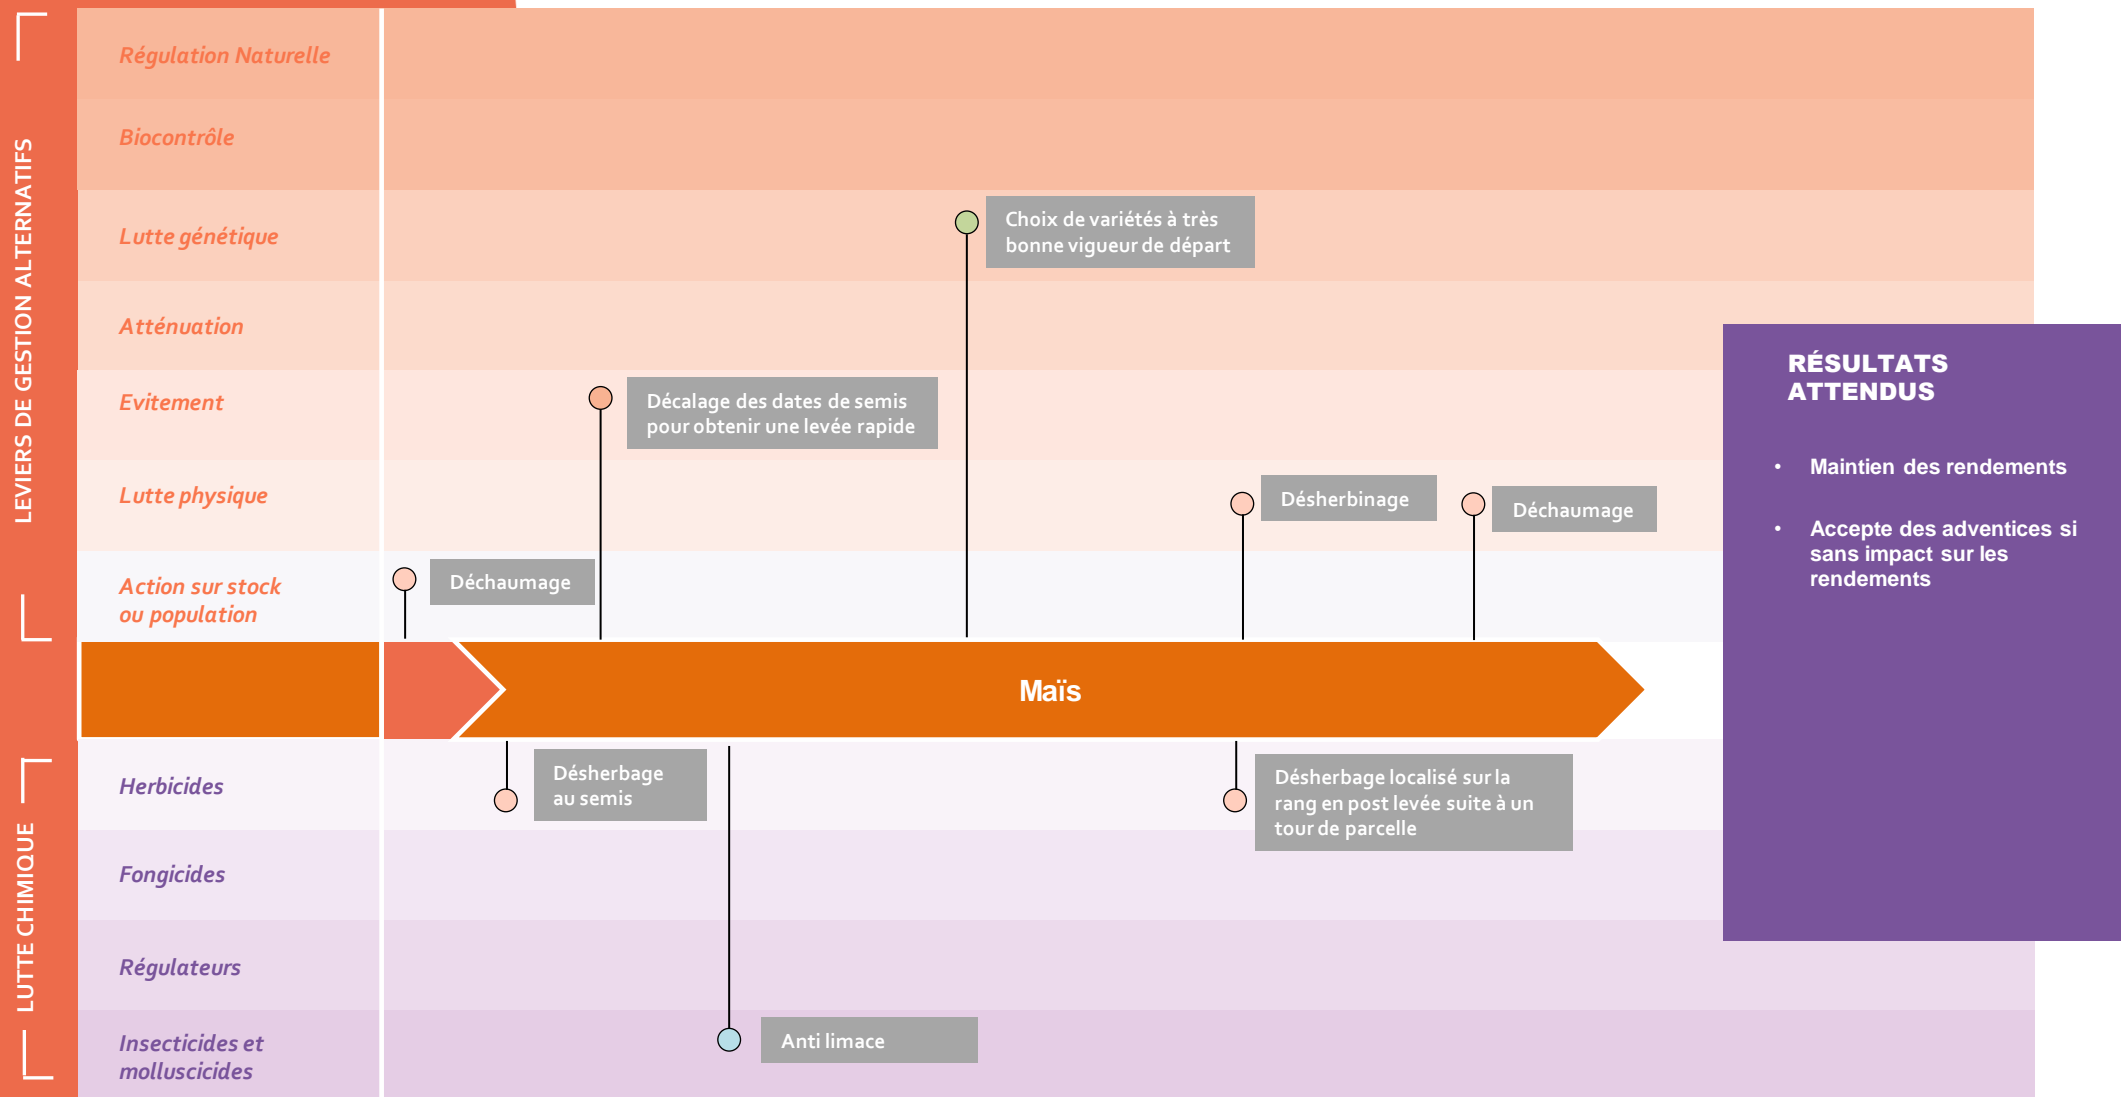 LEVIERS DE GESTION ALTERNATIFS
Régulation Naturelle
Biocontrôle
Lutte génétique
Choix de variétés à très
bonne vigueur de départ
Atténuation
Evitement
Décalage des dates de semis
pour obtenir une levée rapide
Lutte physique
Désherbinage
Déchaumage
Action sur stock
ou population
Déchaumage
Maïs
LUTTE CHIMIQUE
Herbicides
Désherbage
au semis
Désherbage localisé sur la
rang en post levée suite à un
tour de parcelle
Fongicides
Régulateurs
Insecticides et
molluscicides
Anti limace
RÉSULTATS
ATTENDUS
• Maintien des rendements
• Accepte des adventices si
sans impact sur les
rendements